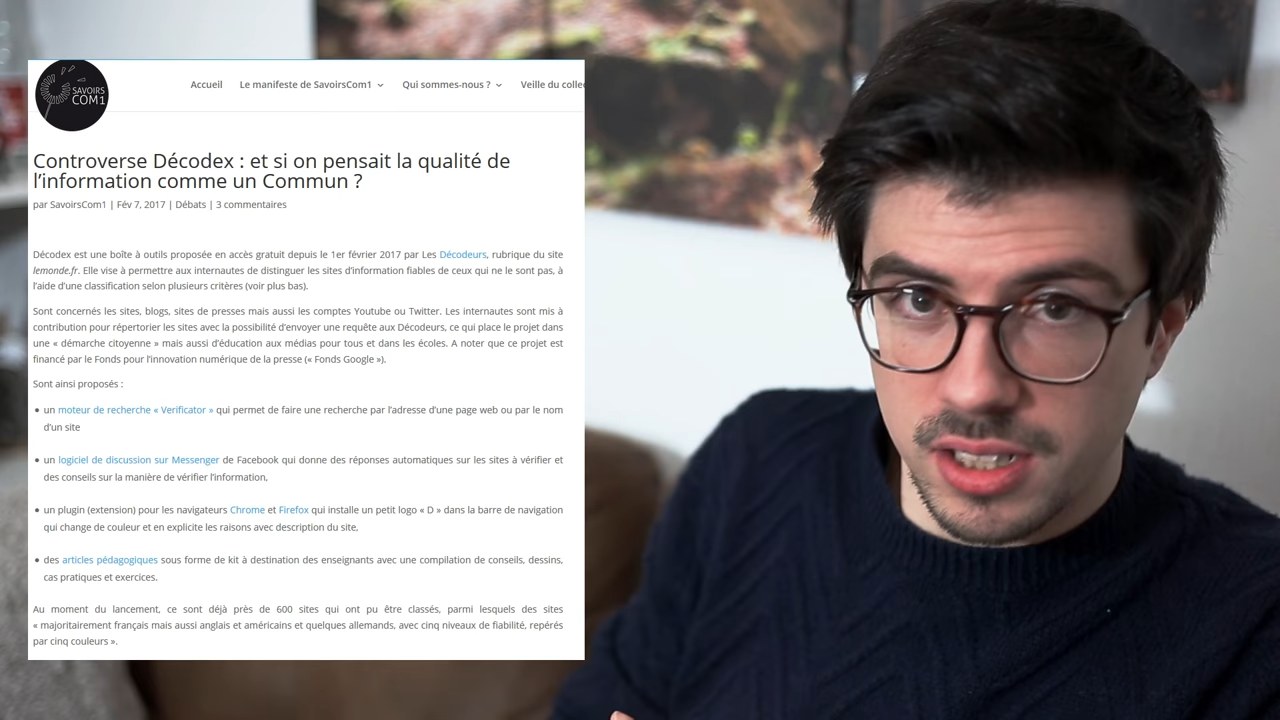 SAVOIRS
COM1
Accueil Le manifeste de SavoirsCom1 Qui sommes-nous ? Veille du collec
Controverse Décodex : et si on pensait la qualité de
l’information comme un Commun ?
par SavoirsCom1 | Fév 7, 2017 | Débats | 3 commentaires
Décodex est une boîte à outils proposée en accès gratuit depuis le 1er février 2017 par Les Décodeurs, rubrique du site
lemonde.fr. Elle vise à permettre aux internautes de distinguer les sites d’information fiables de ceux qui ne le sont pas, à
l’aide d’une classification selon plusieurs critères (voir plus bas).
Sont concernés les sites, blogs, sites de presses mais aussi les comptes Youtube ou Twitter. Les internautes sont mis à
contribution pour répertorier les sites avec la possibilité d’envoyer une requête aux Décodeurs, ce qui place le projet dans
une « démarche citoyenne » mais aussi d’éducation aux médias pour tous et dans les écoles. A noter que ce projet est
financé par le Fonds pour l’innovation numérique de la presse (« Fonds Google »).
Sont ainsi proposés :
• un moteur de recherche « Verificator » qui permet de faire une recherche par l’adresse d’une page web ou par le nom
d’un site
• un logiciel de discussion sur Messenger de Facebook qui donne des réponses automatiques sur les sites à vérifier et
des conseils sur la manière de vérifier l’information,
• un plugin (extension) pour les navigateurs Chrome et Firefox qui installe un petit logo « D » dans la barre de navigation
qui change de couleur et en explicite les raisons avec description du site,
• des articles pédagogiques sous forme de kit à destination des enseignants avec une compilation de conseils, dessins,
cas pratiques et exercices.
Au moment du lancement, ce sont déjà près de 600 sites qui ont pu être classés, parmi lesquels des sites
« majoritairement français mais aussi anglais et américains et quelques allemands, avec cinq niveaux de fiabilité, repérés
par cinq couleurs ».